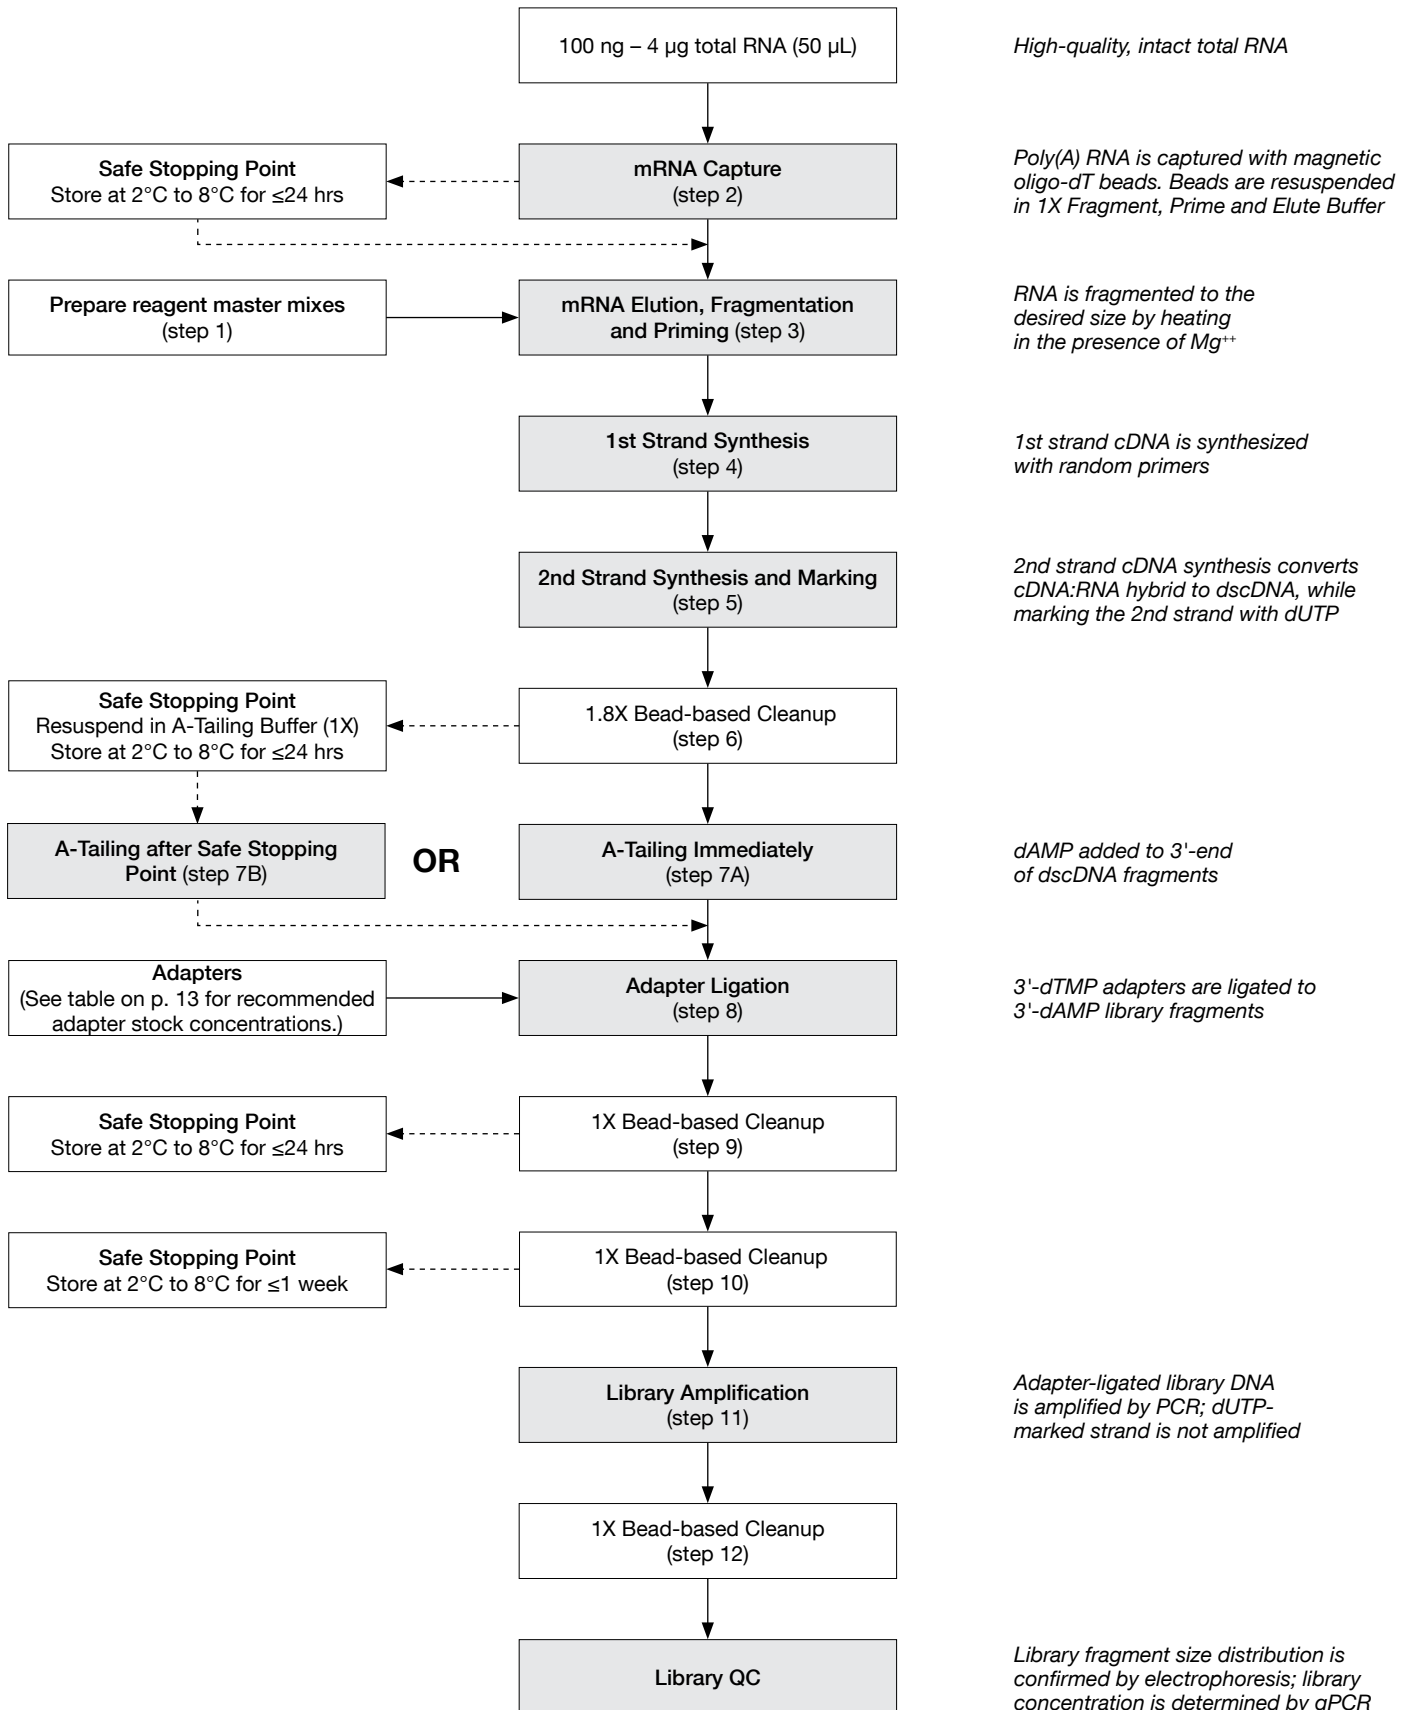 100 ng – 4 µg total RNA (50 µL)
High-quality, intact total RNA
Safe Stopping Point
Store at 2°C to 8°C for ≤24 hrs
mRNA Capture
(step 2)
Poly(A) RNA is captured with magnetic
oligo-dT beads. Beads are resuspended
in 1X Fragment, Prime and Elute Buffer
Prepare reagent master mixes
(step 1)
mRNA Elution, Fragmentation
and Priming (step 3)
RNA is fragmented to the
desired size by heating
in the presence of Mg⁺⁺
1st Strand Synthesis
(step 4)
1st strand cDNA is synthesized
with random primers
2nd Strand Synthesis and Marking
(step 5)
2nd strand cDNA synthesis converts
cDNA:RNA hybrid to dscDNA, while
marking the 2nd strand with dUTP
Safe Stopping Point
Resuspend in A-Tailing Buffer (1X)
Store at 2°C to 8°C for ≤24 hrs
1.8X Bead-based Cleanup
(step 6)
A-Tailing after Safe Stopping
Point (step 7B)
OR
A-Tailing Immediately
(step 7A)
dAMP added to 3'-end
of dscDNA fragments
Adapters
(See table on p. 13 for recommended
adapter stock concentrations.)
Adapter Ligation
(step 8)
3'-dTMP adapters are ligated to
3'-dAMP library fragments
Safe Stopping Point
Store at 2°C to 8°C for ≤24 hrs
1X Bead-based Cleanup
(step 9)
Safe Stopping Point
Store at 2°C to 8°C for ≤1 week
1X Bead-based Cleanup
(step 10)
Library Amplification
(step 11)
Adapter-ligated library DNA
is amplified by PCR; dUTP-
marked strand is not amplified
1X Bead-based Cleanup
(step 12)
Library QC
Library fragment size distribution is
confirmed by electrophoresis; library
concentration is determined by qPCR